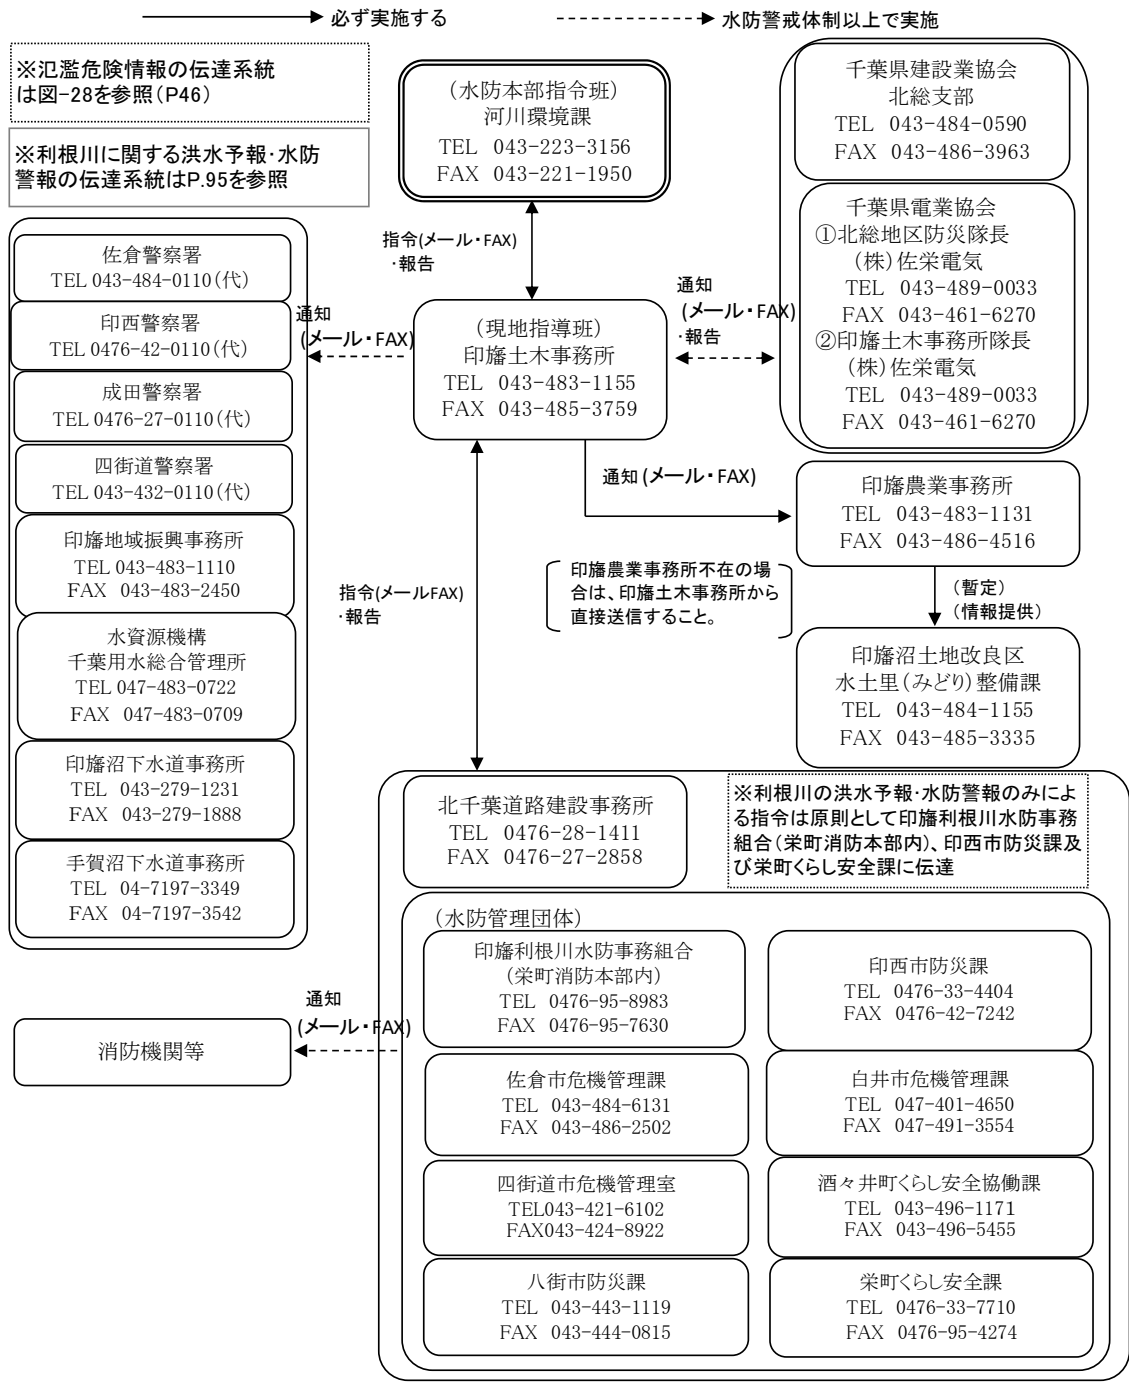 必ず実施する
水防警戒体制以上で実施
※氾濫危険情報の伝達系統
は図-28を参照(P46)
※利根川に関する洪水予報・水防
警報の伝達系統はP.95を参照
(水防本部指令班)
河川環境課
TEL 043-223-3156
FAX 043-221-1950
千葉県建設業協会
北総支部
TEL 043-484-0590
FAX 043-486-3963
千葉県電業協会
①北総地区防災隊長
(株)佐栄電気
TEL 043-489-0033
FAX 043-461-6270
②印旛土木事務所隊長
(株)佐栄電気
TEL 043-489-0033
FAX 043-461-6270
指令(メール・FAX)
・報告
通知
(メール・FAX)
・報告
通知
(メール・FAX)
(現地指導班)
印旛土木事務所
TEL 043-483-1155
FAX 043-485-3759
佐倉警察署
TEL 043-484-0110(代)
印西警察署
TEL 0476-42-0110(代)
成田警察署
TEL 0476-27-0110(代)
四街道警察署
TEL 043-432-0110(代)
印旛地域振興事務所
TEL 043-483-1110
FAX 043-483-2450
水資源機構
千葉用水総合管理所
TEL 047-483-0722
FAX 047-483-0709
印旛沼下水道事務所
TEL 043-279-1231
FAX 043-279-1888
手賀沼下水道事務所
TEL 04-7197-3349
FAX 04-7197-3542
通知(メール・FAX)
印旛農業事務所
TEL 043-483-1131
FAX 043-486-4516
印旛農業事務所不在の場
合は、印旛土木事務所から
直接送信すること。
(暫定)
(情報提供)
印旛沼土地改良区
水土里(みどり)整備課
TEL 043-484-1155
FAX 043-485-3335
指令(メールFAX)
・報告
北千葉道路建設事務所
TEL 0476-28-1411
FAX 0476-27-2858
※利根川の洪水予報・水防警報のみによ
る指令は原則として印旛利根川水防事務
組合(栄町消防本部内)、印西市防災課及
び栄町くらし安全課に伝達
(水防管理団体)
印旛利根川水防事務組合
(栄町消防本部内)
TEL 0476-95-8983
FAX 0476-95-7630
印西市防災課
TEL 0476-33-4404
FAX 0476-42-7242
佐倉市危機管理課
TEL 043-484-6131
FAX 043-486-2502
白井市危機管理課
TEL 047-401-4650
FAX 047-491-3554
四街道市危機管理室
TEL043-421-6102
FAX043-424-8922
酒々井町くらし安全協働課
TEL 043-496-1171
FAX 043-496-5455
八街市防災課
TEL 043-443-1119
FAX 043-444-0815
栄町くらし安全課
TEL 0476-33-7710
FAX 0476-95-4274
通知
(メール・FAX)
消防機関等